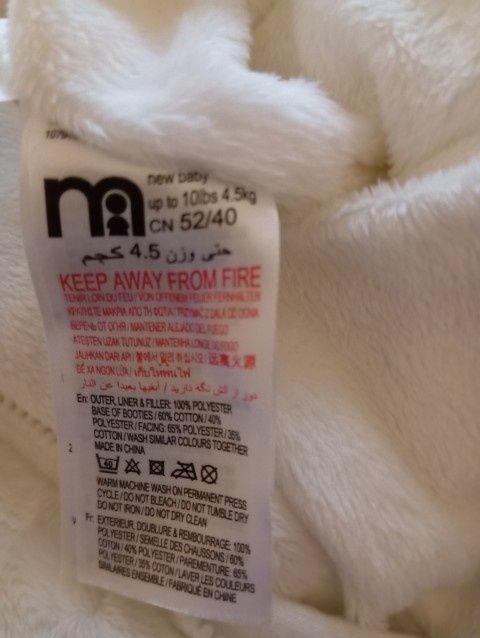 new baby
up to 10lbs 4.5kg
CN 52/40
حتى وزن 4.5 كجم
KEEP AWAY FROM FIRE
TENIR LOIN DU FEU / VON OFFENEM FEUER FERNHALTEN
ΚΡΑΤΗΣΤΕ ΜΑΚΡΙΑ ΑΠΟ ΤΗ ΦΩΤΙΑ / TRZYMAĆ Z DALA OD OGNIA
БЕРЕЧЬ ОТ ОГНЯ / MANTENER ALEJADO DEL FUEGO
ATESTEN UZAK TUTUNUZ / MANTENHA LONGE DO FOGO
JAUHKAN DARI API / 불에서 멀리 하십시오 / 远离火源
ĐỂ XA NGỌN LỬA / เก็บให้พ้นไฟ
دور از آتش نگه دارید / أبقيها بعيدا عن النار
En: OUTER, LINER & FILLER: 100% POLYESTER
BASE OF BOOTIES / 60% COTTON / 40%
POLYESTER / FACING: 65% POLYESTER / 35%
COTTON / WASH SIMILAR COLOURS TOGETHER
MADE IN CHINA
2
40
WARM MACHINE WASH ON PERMANENT PRESS
CYCLE / DO NOT BLEACH / DO NOT TUMBLE DRY
DO NOT IRON / DO NOT DRY CLEAN
Fr: EXTERIEUR, DOUBLURE & REMBOURRAGE: 100%
POLYESTER / SEMELLE DES CHAUSSONS / 60%
COTON / 40% POLYESTER / PAREMENTURE: 65%
POLYESTER / 35% COTON / LAVER LES COULEURS
SIMILAIRES ENSEMBLE / FABRIQUÉ EN CHINE